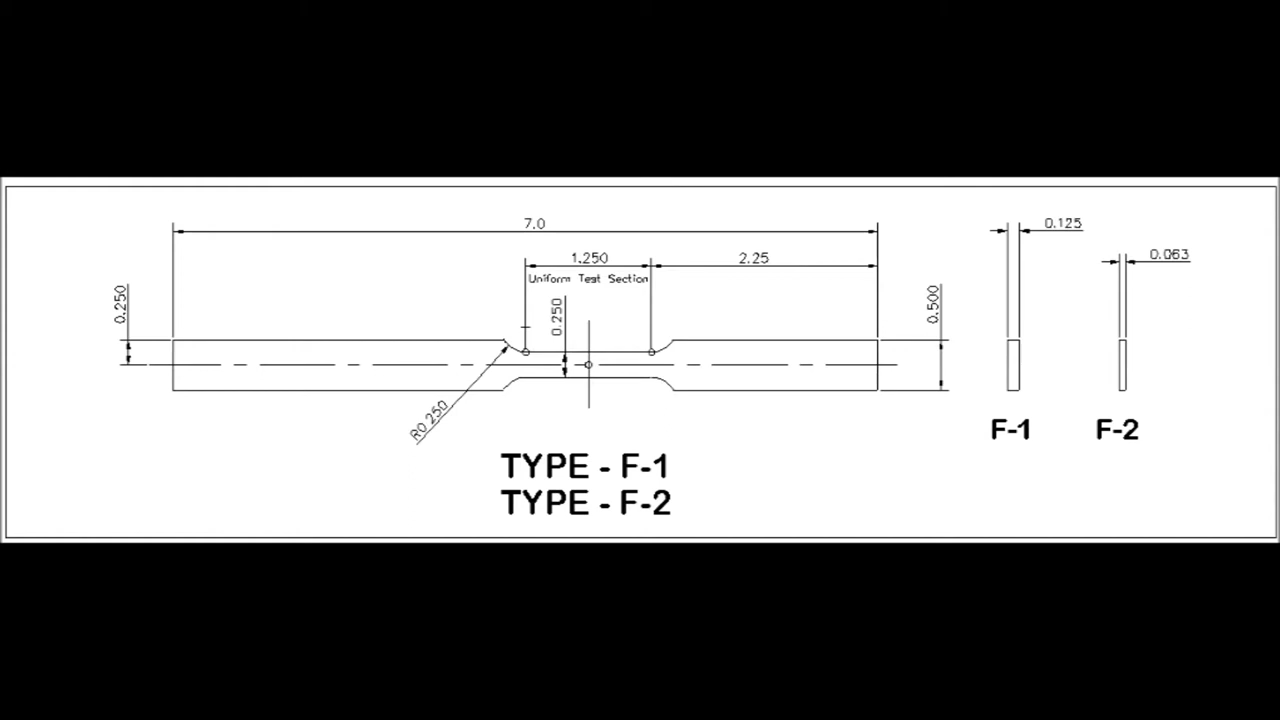 7.0
0.125
1.250
2.25
0.063
Uniform Test Section
0.250
0.250
0.500
R0.250
F-1
F-2
TYPE - F-1
TYPE - F-2